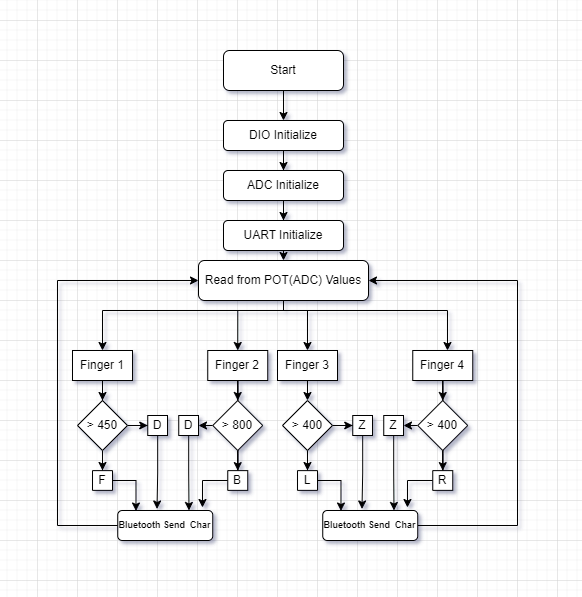 Start
DIO Initialize
ADC Initialize
UART Initialize
Read from POT(ADC) Values
Finger 1
Finger 2
Finger 3
Finger 4
> 450
D
D
> 800
> 400
Z
Z
> 400
F
B
L
R
Bluetooth Send Char
Bluetooth Send Char